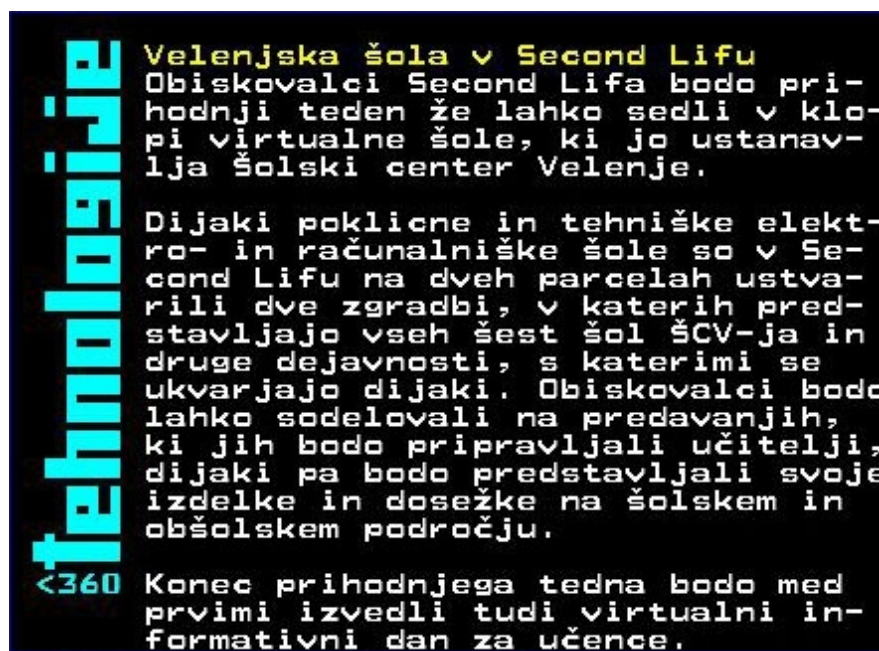 tehnologije
Velenjska šola v Second Lifu
Obiskovalci Second Lifa bodo pri-
hodnji teden že lahko sedli v klo-
pi virtualne šole, ki jo ustanav-
lja Šolski center Velenje.
Dijaki poklicne in tehniške elekt-
ro- in računalniške šole so v Se-
cond Lifu na dveh parcelah ustva-
rili dve zgradbi, v katerih pred-
stavljajo vseh šest šol ŠCV-ja in
druge dejavnosti, s katerimi se
ukvarjajo dijaki. Obiskovalci bodo
lahko sodelovali na predavanjih,
ki jih bodo pripravljali učitelji,
dijaki pa bodo predstavljali svoje
izdelke in dosežke na šolskem in
obšolskem področju.
<360
Konec prihodnjega tedna bodo med
prvimi izvedli tudi virtualni in-
formativni dan za učence.